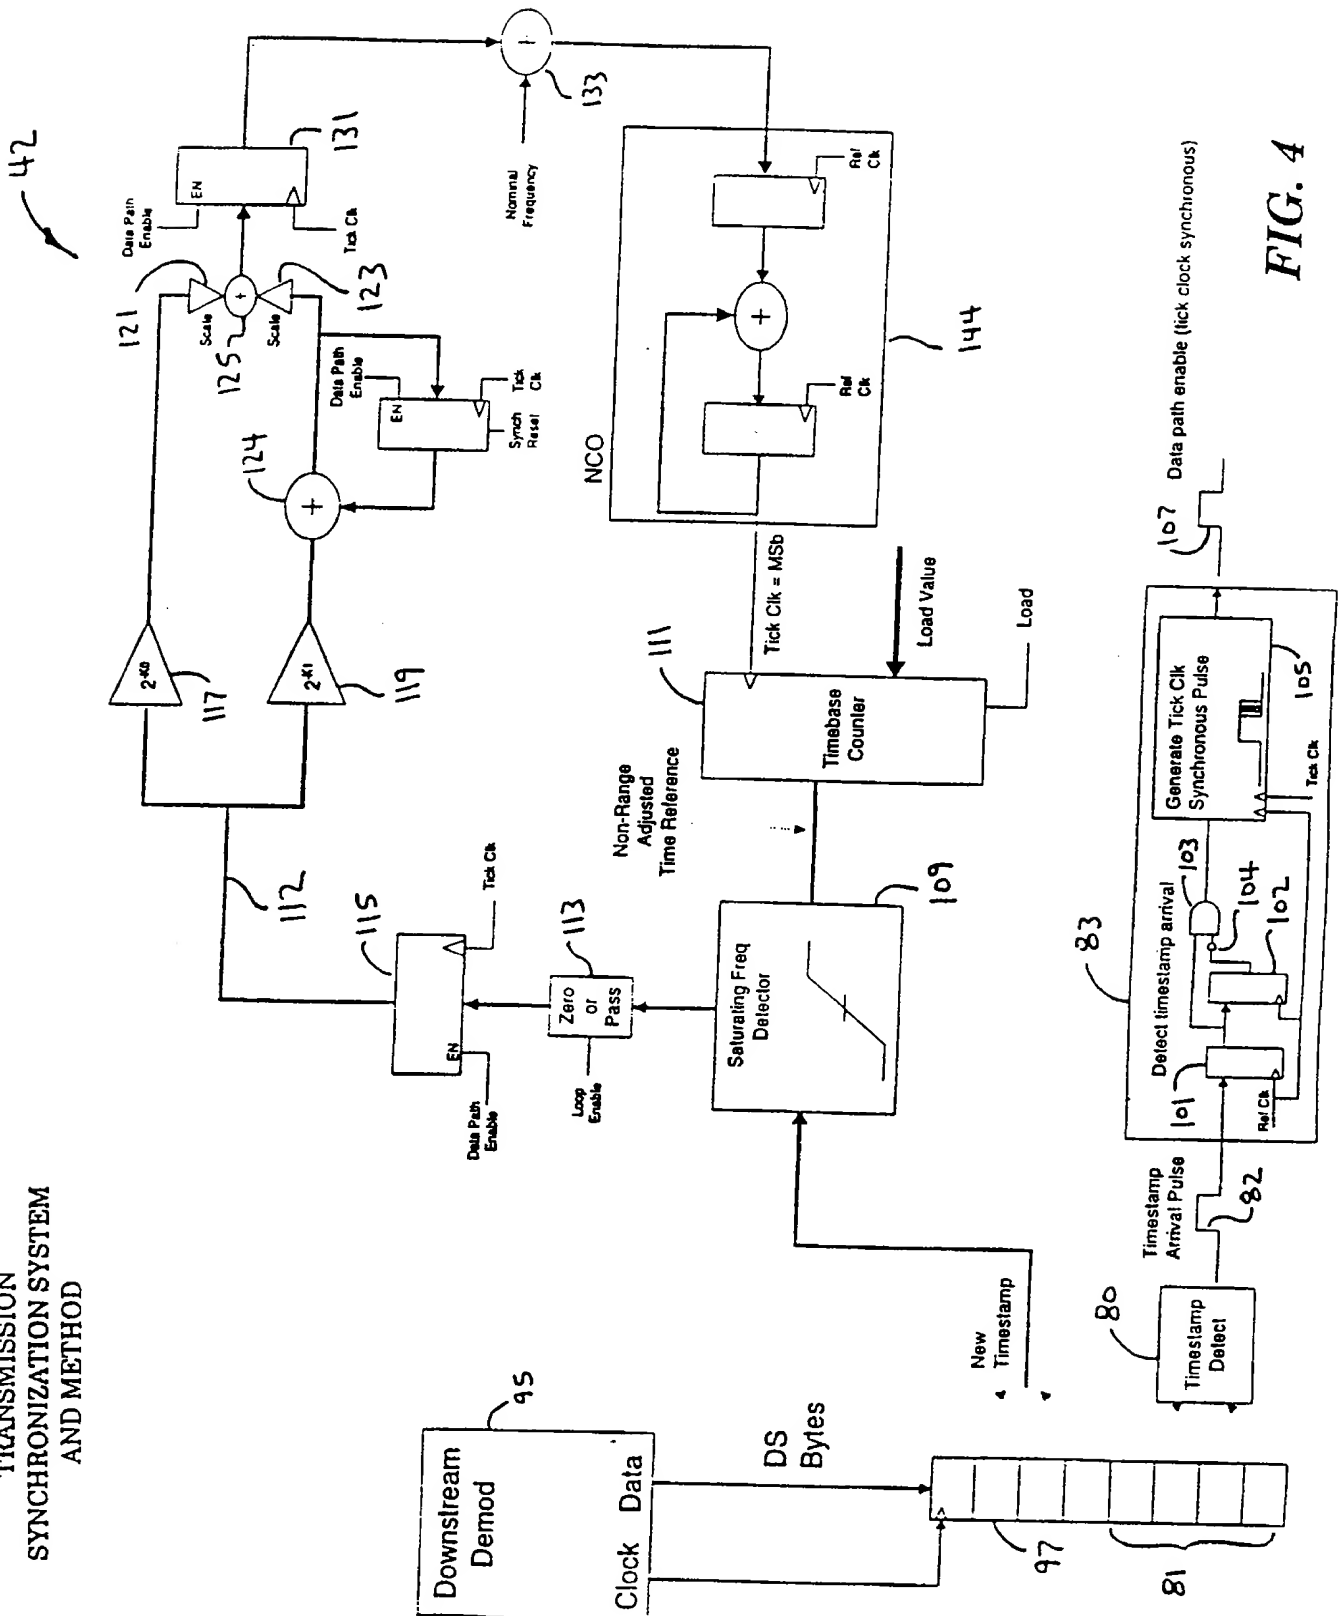 TRANSMISSION
SYNCHRONIZATION SYSTEM
AND METHOD
42
Downstream
Demod
Clock Data
95
DS
Bytes
97
81
New
Timestamp
80
Timestamp
Detect
Timestamp
Arrival Pulse
82
83
Detect timestamp arrival
101
Ref Clk
102
104
103
Generate Tick Clk
Synchronous Pulse
Tick Clk
105
107
Data path enable (tick clock synchronous)
Saturating Freq
Detector
109
Non-Range
Adjusted
Time Reference
Timebase
Counter
111
Load Value
Load
Tick Clk = MSb
Loop
Enable
Zero
or
Pass
113
Data Path
Enable
EN
115
Tick Clk
112
2-K0
117
2-K1
119
124
+
Data Path
Enable
EN
Synch
Reset
Tick
Clk
121
Scale
125
+
Scale
123
Data Path
Enable
EN
Tick Clk
131
Nominal
Frequency
133
NCO
+
Ref
Clk
Ref
Clk
144
FIG. 4